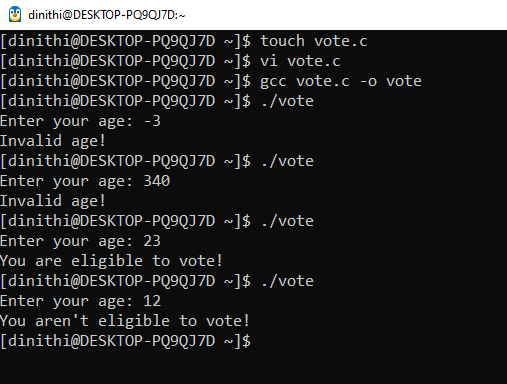 dinithi@DESKTOP-PQ9QJ7D:~
[dinithi@DESKTOP-PQ9QJ7D ~]$ touch vote.c
[dinithi@DESKTOP-PQ9QJ7D ~]$ vi vote.c
[dinithi@DESKTOP-PQ9QJ7D ~]$ gcc vote.c -o vote
[dinithi@DESKTOP-PQ9QJ7D ~]$ ./vote
Enter your age: -3
Invalid age!
[dinithi@DESKTOP-PQ9QJ7D ~]$ ./vote
Enter your age: 340
Invalid age!
[dinithi@DESKTOP-PQ9QJ7D ~]$ ./vote
Enter your age: 23
You are eligible to vote!
[dinithi@DESKTOP-PQ9QJ7D ~]$ ./vote
Enter your age: 12
You aren't eligible to vote!
[dinithi@DESKTOP-PQ9QJ7D ~]$